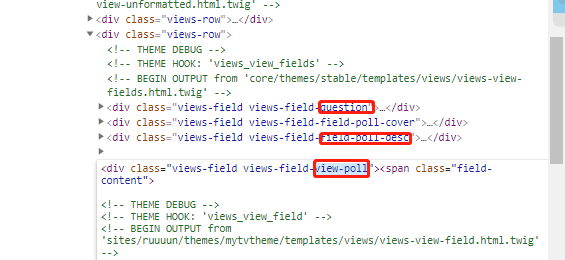 view-unformatted.html.twig' -->
▶<div class="views-row">…</div>
▼<div class="views-row">
<!-- THEME DEBUG -->
<!-- THEME HOOK: 'views_view_fields' -->
<!-- BEGIN OUTPUT from 'core/themes/stable/templates/views/views-view-
fields.html.twig' -->
▶<div class="views-field views-field-question">…</div>
▶<div class="views-field views-field-field-poll-cover">…</div>
▶<div class="views-field views-field-field-poll-desc">…</div>
▶
<div class="views-field views-field-view-poll"><span class="field-
content">
<!-- THEME DEBUG -->
<!-- THEME HOOK: 'views_view_field' -->
<!-- BEGIN OUTPUT from
'sites/ruuuun/themes/mytvtheme/templates/views/views-view-field.html.twig'
-->